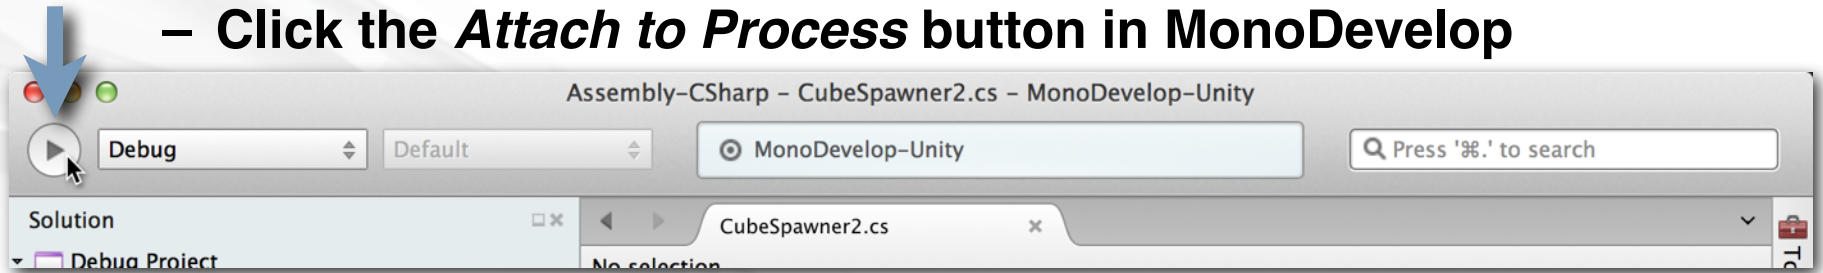 – Click the Attach to Process button in MonoDevelop
Assembly-CSharp – CubeSpawner2.cs – MonoDevelop-Unity
Debug
Default
MonoDevelop-Unity
Press '⌘.' to search
Solution
CubeSpawner2.cs
Debug Project
No selection